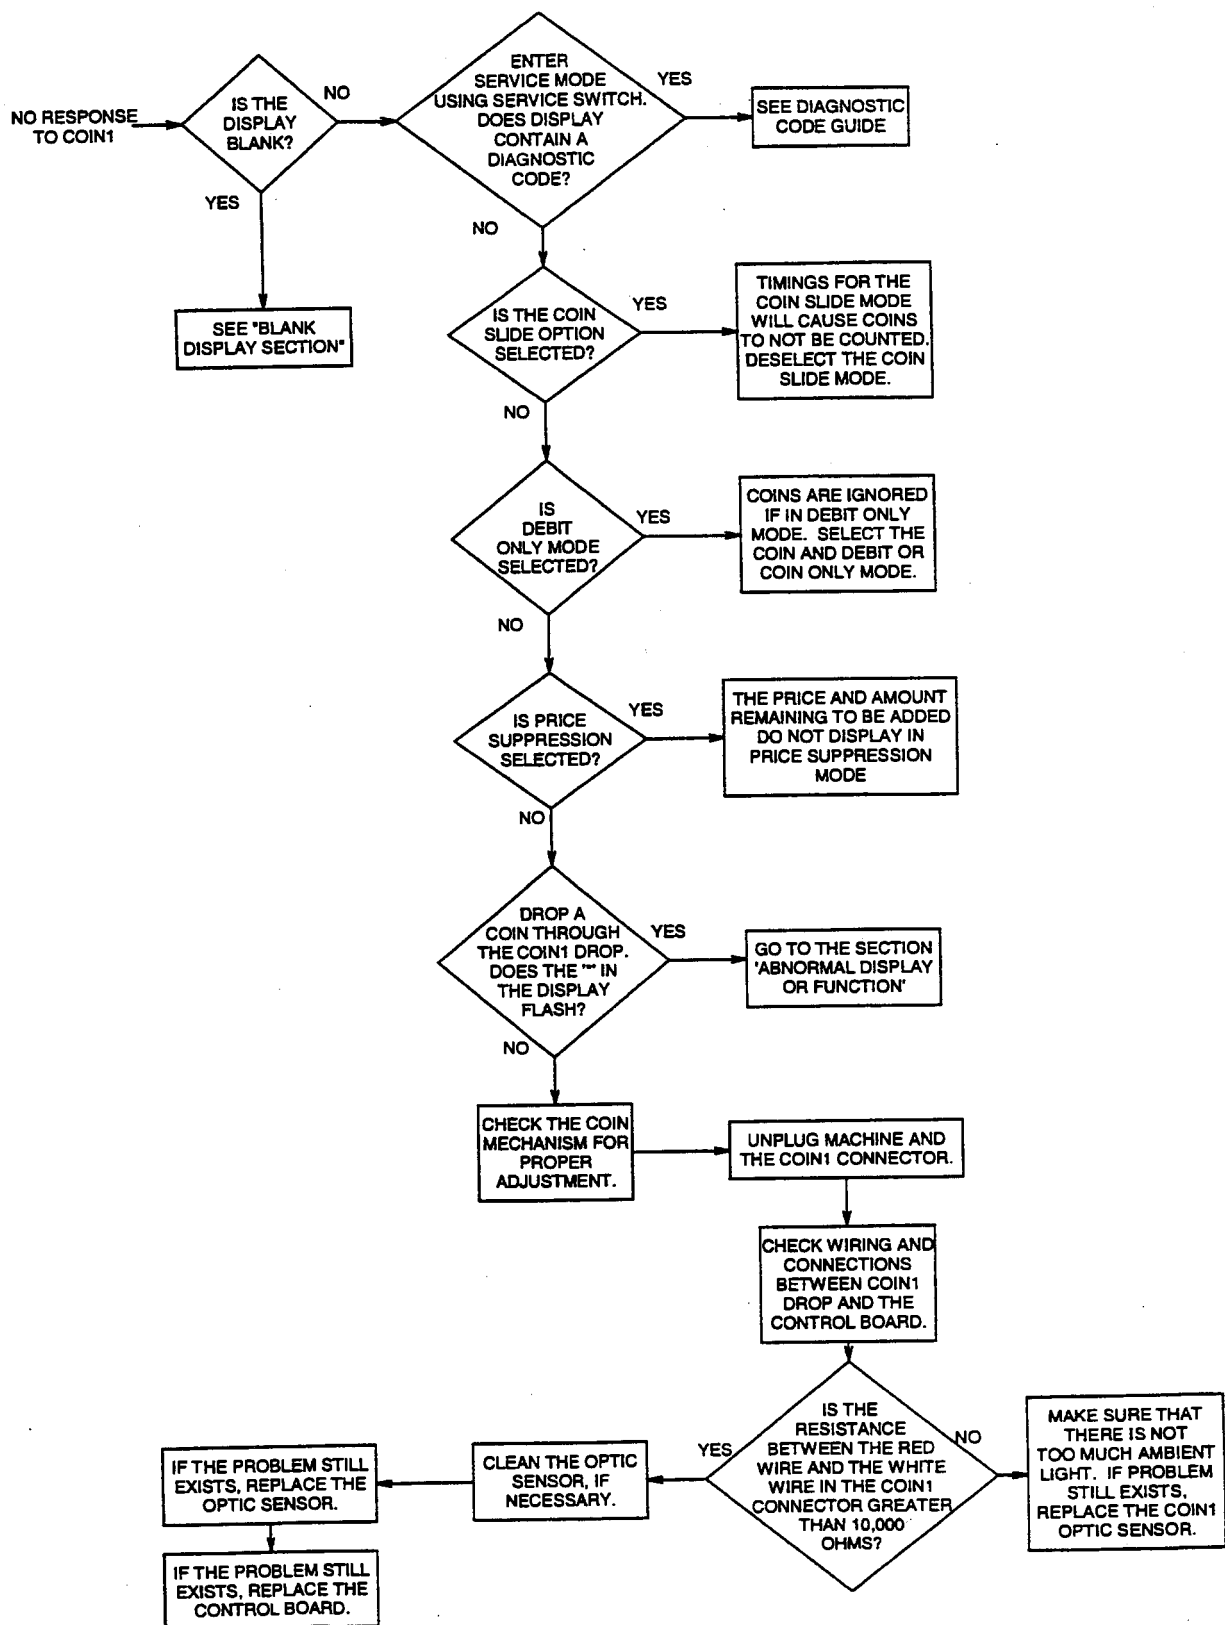 NO RESPONSE
TO COIN1
IS THE
DISPLAY
BLANK?
NO
YES
SEE "BLANK
DISPLAY SECTION"
ENTER
SERVICE MODE
USING SERVICE SWITCH.
DOES DISPLAY
CONTAIN A
DIAGNOSTIC
CODE?
YES
SEE DIAGNOSTIC
CODE GUIDE
NO
IS THE COIN
SLIDE OPTION
SELECTED?
YES
TIMINGS FOR THE
COIN SLIDE MODE
WILL CAUSE COINS
TO NOT BE COUNTED.
DESELECT THE COIN
SLIDE MODE.
NO
IS
DEBIT
ONLY MODE
SELECTED?
YES
COINS ARE IGNORED
IF IN DEBIT ONLY
MODE. SELECT THE
COIN AND DEBIT OR
COIN ONLY MODE.
NO
IS PRICE
SUPPRESSION
SELECTED?
YES
THE PRICE AND AMOUNT
REMAINING TO BE ADDED
DO NOT DISPLAY IN
PRICE SUPPRESSION
MODE
NO
DROP A
COIN THROUGH
THE COIN1 DROP.
DOES THE "" IN
THE DISPLAY
FLASH?
YES
GO TO THE SECTION
'ABNORMAL DISPLAY
OR FUNCTION'
NO
CHECK THE COIN
MECHANISM FOR
PROPER
ADJUSTMENT.
UNPLUG MACHINE AND
THE COIN1 CONNECTOR.
CHECK WIRING AND
CONNECTIONS
BETWEEN COIN1
DROP AND THE
CONTROL BOARD.
IS THE
RESISTANCE
BETWEEN THE RED
WIRE AND THE WHITE
WIRE IN THE COIN1
CONNECTOR GREATER
THAN 10,000
OHMS?
NO
MAKE SURE THAT
THERE IS NOT
TOO MUCH AMBIENT
LIGHT. IF PROBLEM
STILL EXISTS,
REPLACE THE COIN1
OPTIC SENSOR.
YES
CLEAN THE OPTIC
SENSOR, IF
NECESSARY.
IF THE PROBLEM STILL
EXISTS, REPLACE THE
OPTIC SENSOR.
IF THE PROBLEM STILL
EXISTS, REPLACE THE
CONTROL BOARD.